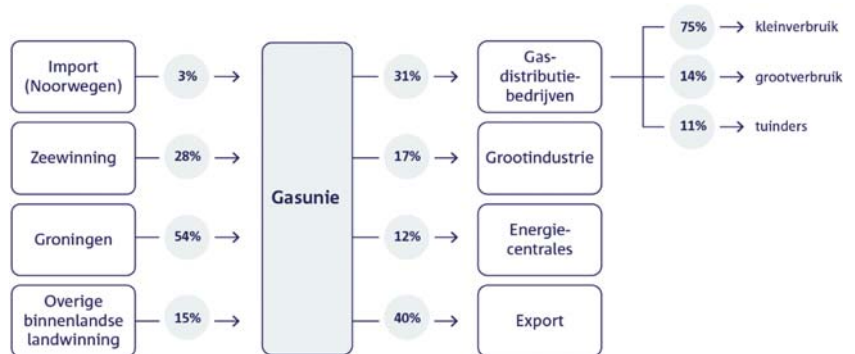 Import
(Noorwegen)
3%
Zeewinning
28%
Groningen
54%
Overige
binnenlandse
landwinning
15%
Gasunie
31%
Gas-
distributie-
bedrijven
75%
kleinverbruik
14%
grootverbruik
11%
tuinders
17%
Grootindustrie
12%
Energie-
centrales
40%
Export